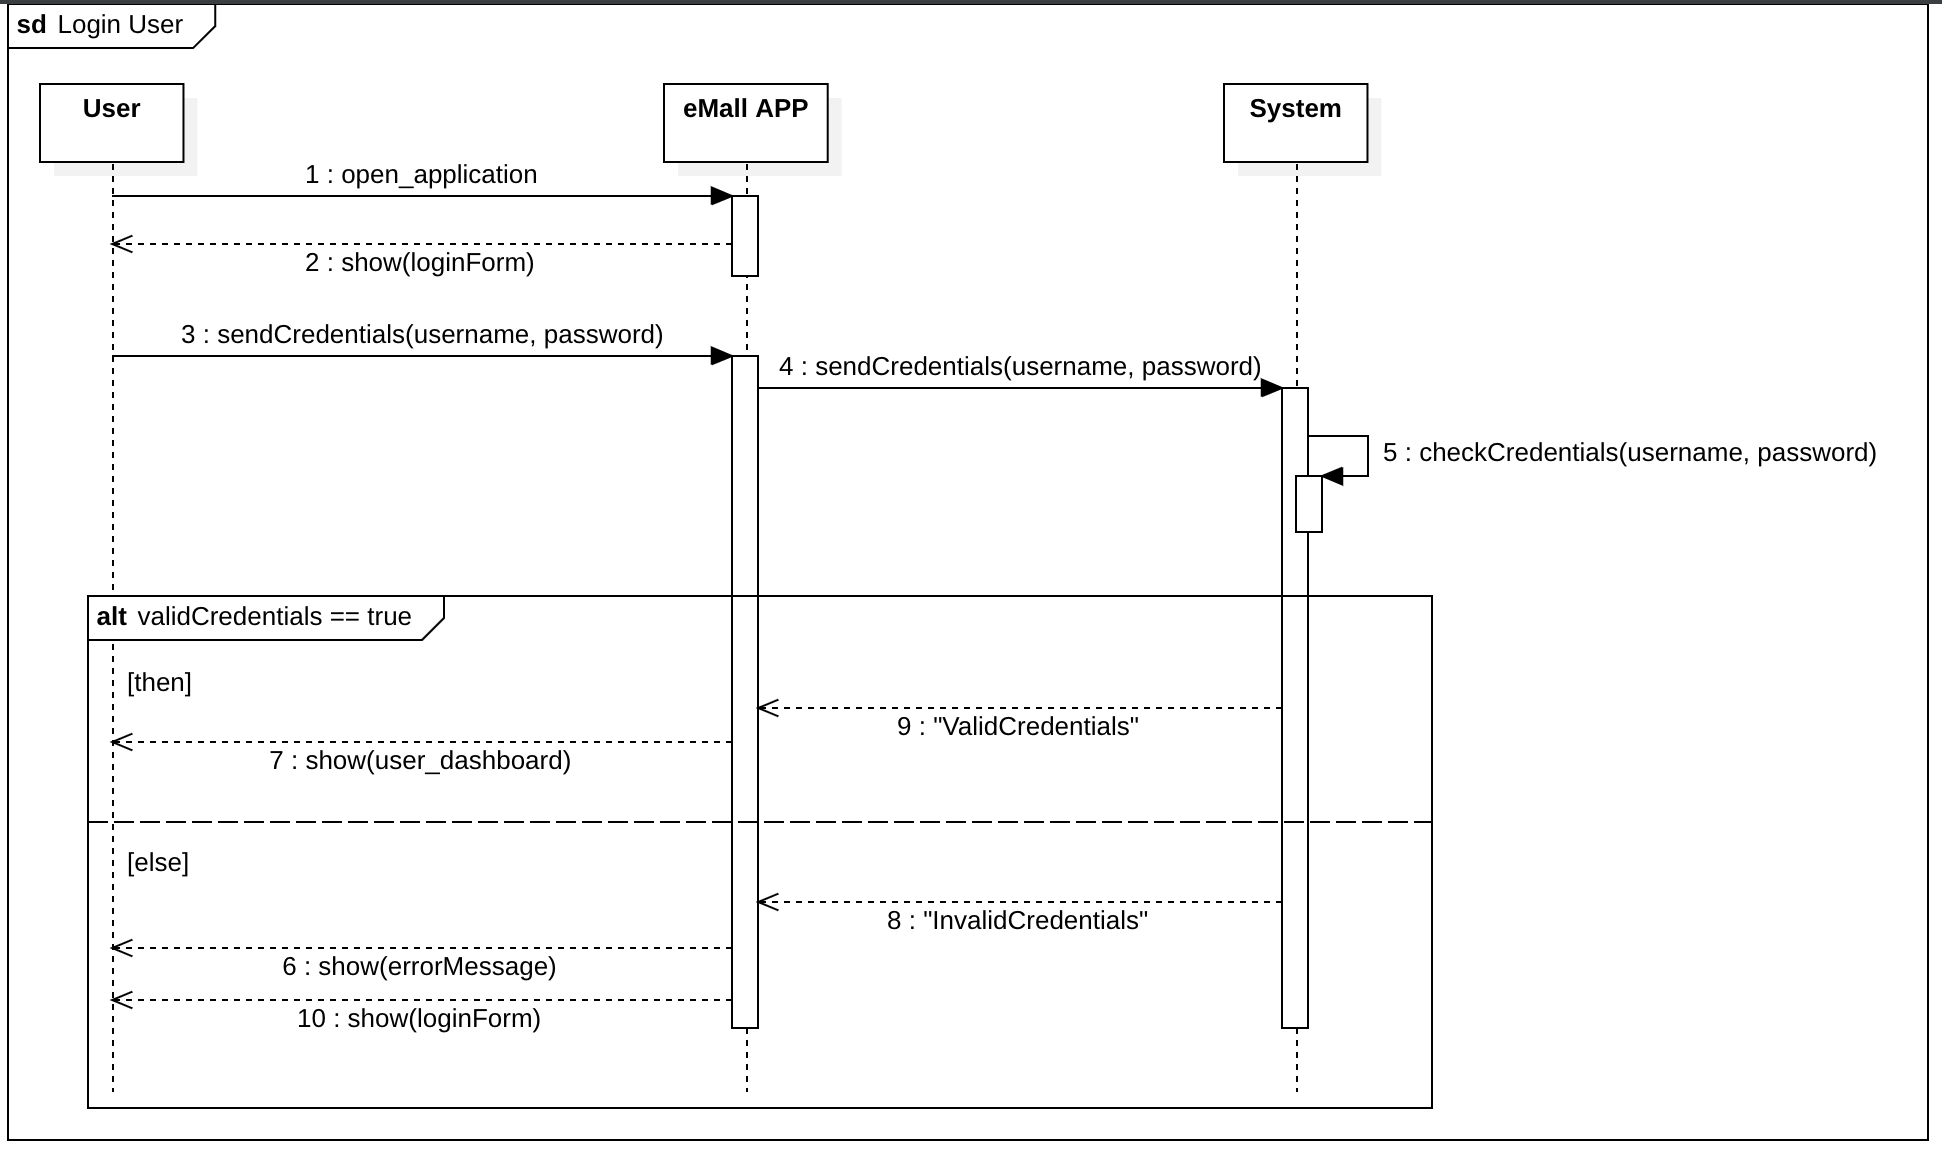 sd Login User
User
eMall APP
System
1 : open_application
2 : show(loginForm)
3 : sendCredentials(username, password)
4 : sendCredentials(username, password)
5 : checkCredentials(username, password)
alt validCredentials == true
[then]
9 : "ValidCredentials"
7 : show(user_dashboard)
[else]
8 : "InvalidCredentials"
6 : show(errorMessage)
10 : show(loginForm)